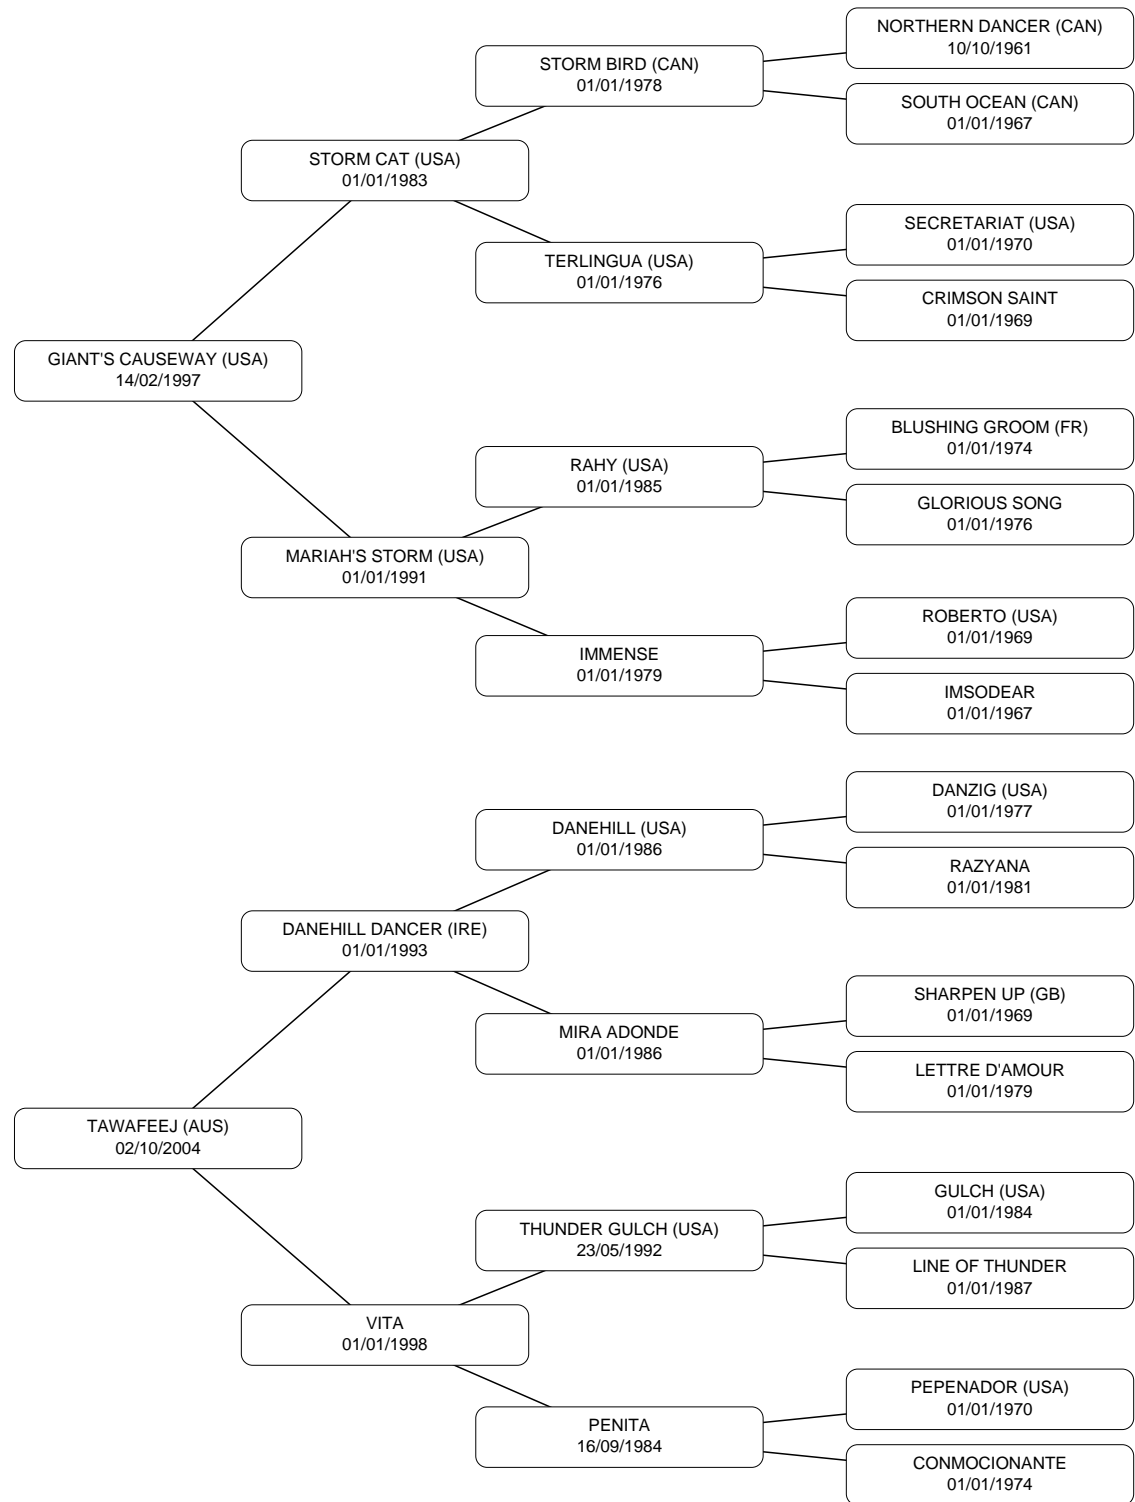 NORTHERN DANCER (CAN)
10/10/1961
STORM BIRD (CAN)
01/01/1978
SOUTH OCEAN (CAN)
01/01/1967
STORM CAT (USA)
01/01/1983
SECRETARIAT (USA)
01/01/1970
TERLINGUA (USA)
01/01/1976
CRIMSON SAINT
01/01/1969
GIANT'S CAUSEWAY (USA)
14/02/1997
BLUSHING GROOM (FR)
01/01/1974
RAHY (USA)
01/01/1985
GLORIOUS SONG
01/01/1976
MARIAH'S STORM (USA)
01/01/1991
ROBERTO (USA)
01/01/1969
IMMENSE
01/01/1979
IMSODEAR
01/01/1967
DANZIG (USA)
01/01/1977
DANEHILL (USA)
01/01/1986
RAZYANA
01/01/1981
DANEHILL DANCER (IRE)
01/01/1993
SHARPEN UP (GB)
01/01/1969
MIRA ADONDE
01/01/1986
LETTRE D'AMOUR
01/01/1979
TAWAFEEJ (AUS)
02/10/2004
GULCH (USA)
01/01/1984
THUNDER GULCH (USA)
23/05/1992
LINE OF THUNDER
01/01/1987
VITA
01/01/1998
PEPENADOR (USA)
01/01/1970
PENITA
16/09/1984
CONMOCIONANTE
01/01/1974